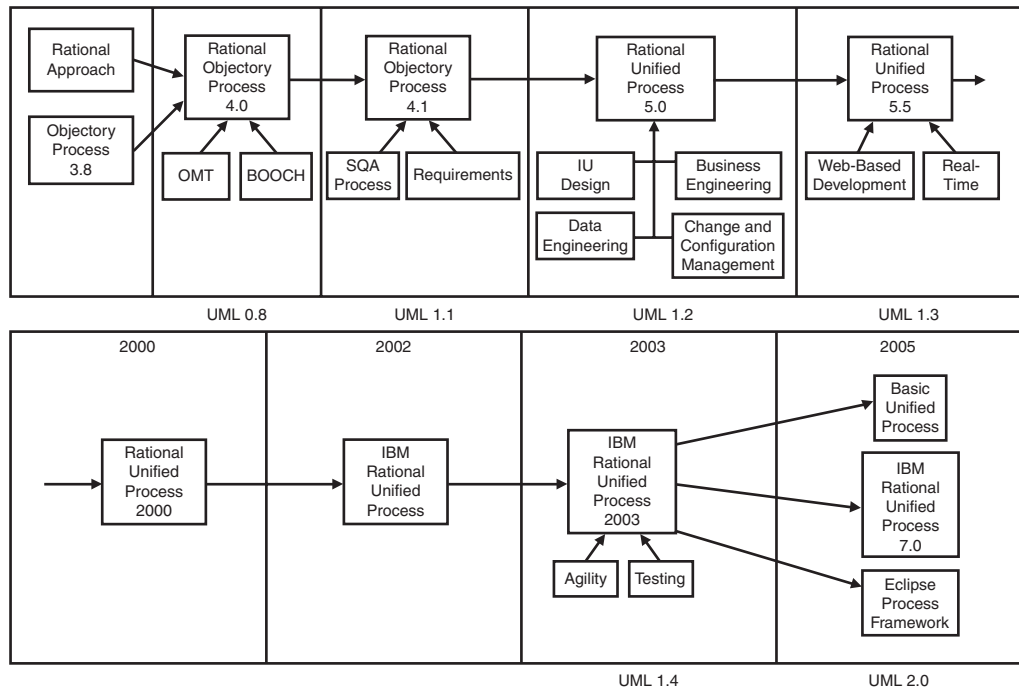 Rational
Approach
Objectory
Process
3.8
Rational
Objectory
Process
4.0
OMT
BOOCH
Rational
Objectory
Process
4.1
SQA
Process
Requirements
Rational
Unified
Process
5.0
IU
Design
Business
Engineering
Data
Engineering
Change and
Configuration
Management
Rational
Unified
Process
5.5
Web-Based
Development
Real-
Time
UML 0.8
UML 1.1
UML 1.2
UML 1.3
2000
2002
2003
2005
Rational
Unified
Process
2000
IBM
Rational
Unified
Process
IBM
Rational
Unified
Process
2003
Agility
Testing
Basic
Unified
Process
IBM
Rational
Unified
Process
7.0
Eclipse
Process
Framework
UML 1.4
UML 2.0